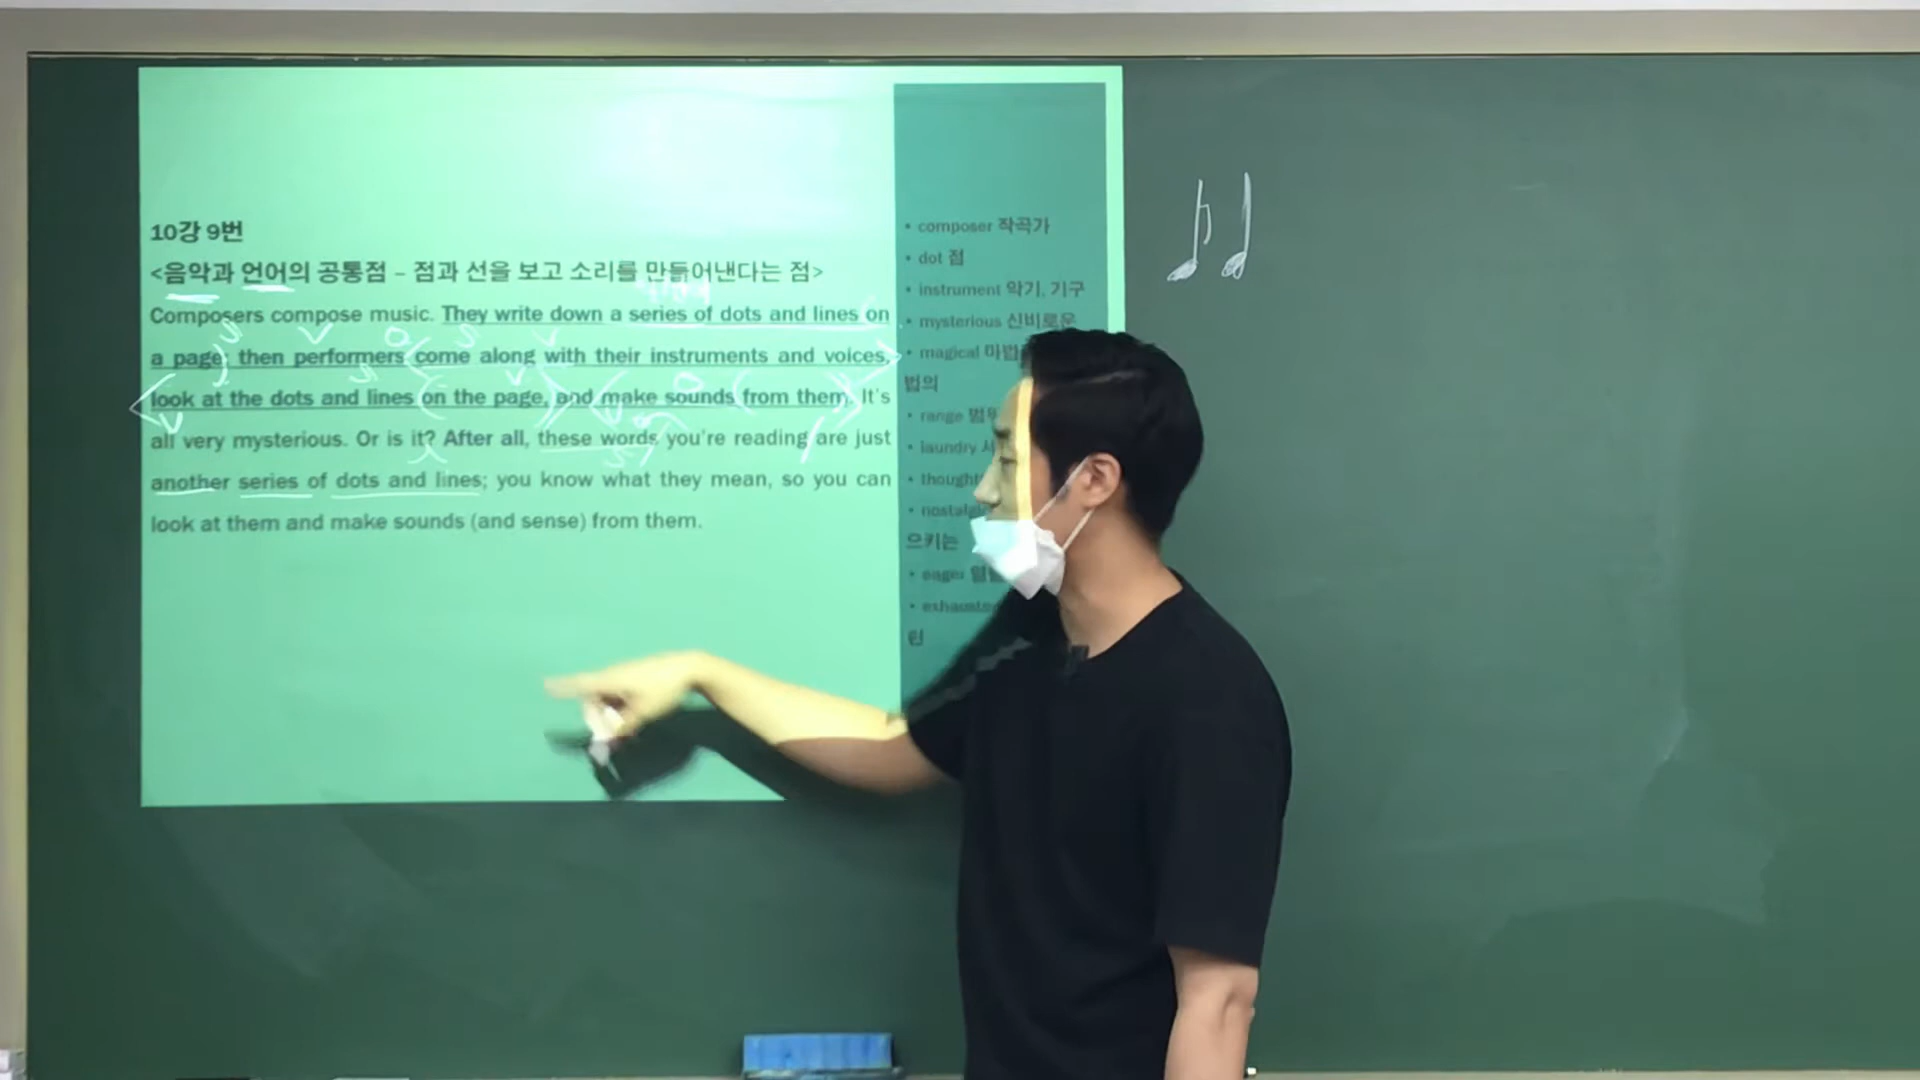 10강 9번
<음악과 언어의 공통점 – 점과 선을 보고 소리를 만들어낸다는 점>
Composers compose music. They write down a series of dots and lines on
a page; then performers come along with their instruments and voices,
look at the dots and lines on the page, and make sounds from them. It's
all very mysterious. Or is it? After all, these words you're reading are just
another series of dots and lines; you know what they mean, so you can
look at them and make sounds (and sense) from them.
• composer 작곡가
• dot 점
• instrument 악기, 기구
• mysterious 신비로운
• magical
법의
• range
• laundry
• thought
으키는
• eager